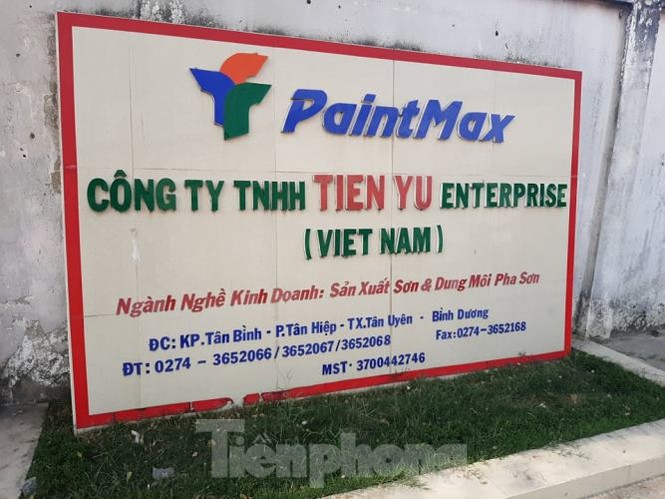 PaintMax
CÔNG TY TNHH TIEN YU ENTERPRISE
(VIET NAM)
Ngành Nghề Kinh Doanh: Sản Xuất Sơn & Dung Môi Pha Sơn
ĐC: KP.Tân Bình - P.Tân Hiệp - TX.Tân Uyên - Bình Dương
ĐT: 0274 - 3652066/3652067/3652068 Fax:0274-3652168
MST: 3700442746
Tiềnphong